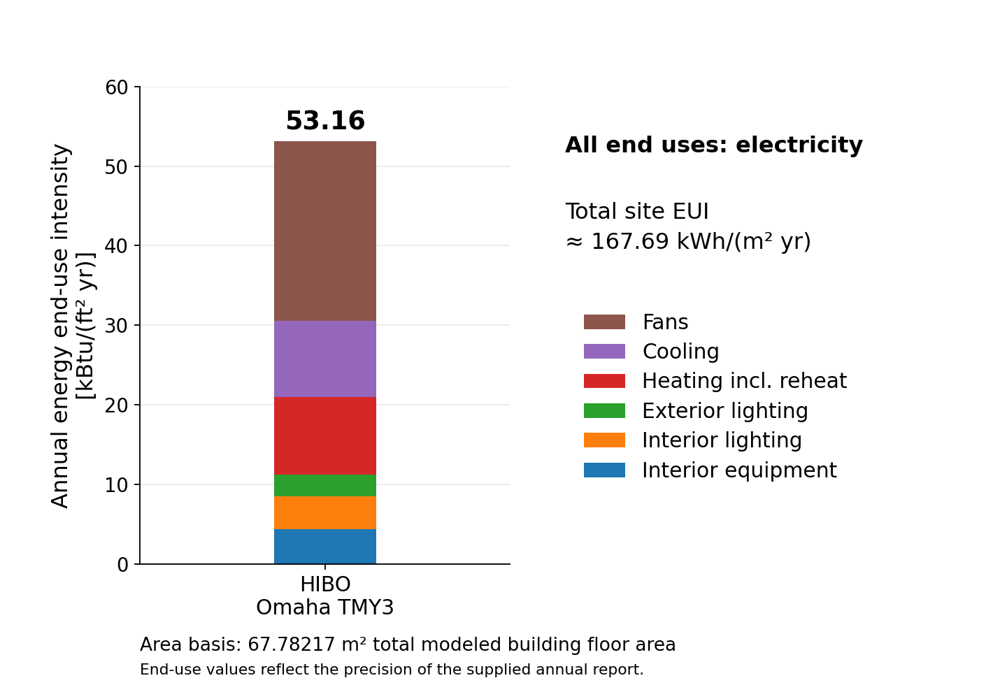 60
53.16
50
40
30
20
10
0
Annual energy end-use intensity
[kBtu/(ft² yr)]
HIBO
Omaha TMY3
All end uses: electricity
Total site EUI
≈ 167.69 kWh/(m² yr)
Fans
Cooling
Heating incl. reheat
Exterior lighting
Interior lighting
Interior equipment
Area basis: 67.78217 m² total modeled building floor area
End-use values reflect the precision of the supplied annual report.